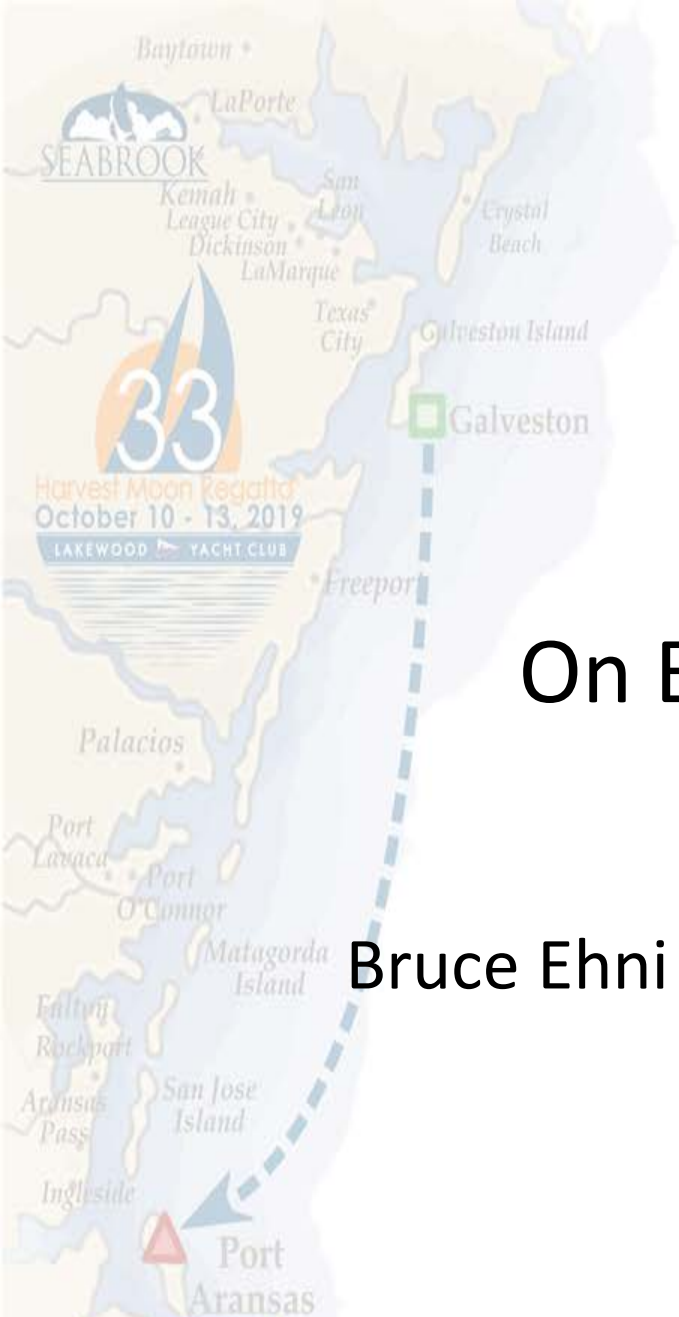 Baytown
LaPorte
SEABROOK
Kemah
San
Leon
League City
Crystal
Beach
Dickinson
LaMarque
Texas
City
Galveston Island
33
Galveston
Harvest Moon Regatta
October 10 - 13, 2019
LAKEWOOD YACHT CLUB
Freepor
On
Palacios
Port
Lavaca
Port
O'Connor
Matagorda
Island
Bruce Ehni
Fulton
Rockport
Aransas
Pass
San Jose
Island
Ingleside
Port
Aransas